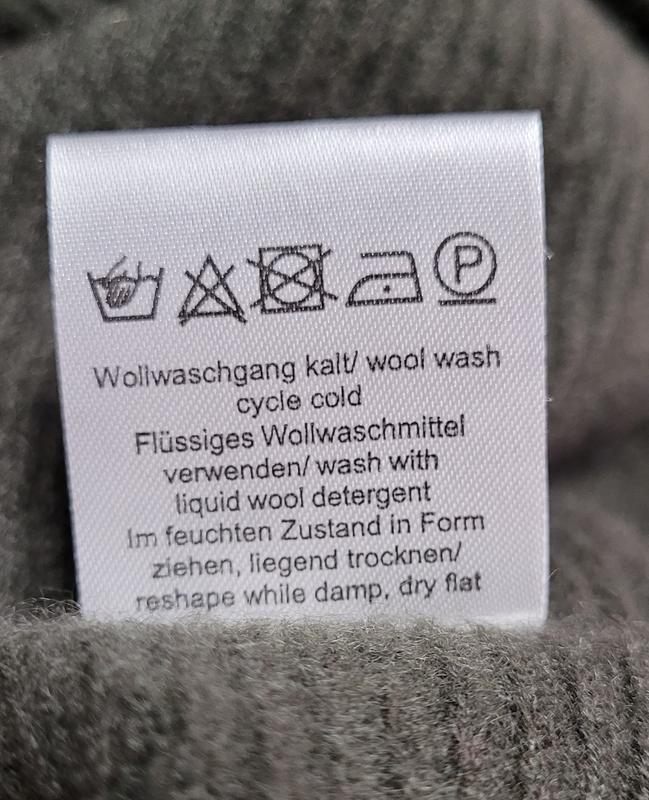 P
Wollwaschgang kalt/ wool wash
cycle cold
Flüssiges Wollwaschmittel
verwenden/ wash with
liquid wool detergent
Im feuchten Zustand in Form
ziehen, liegend trocknen/
reshape while damp, dry flat